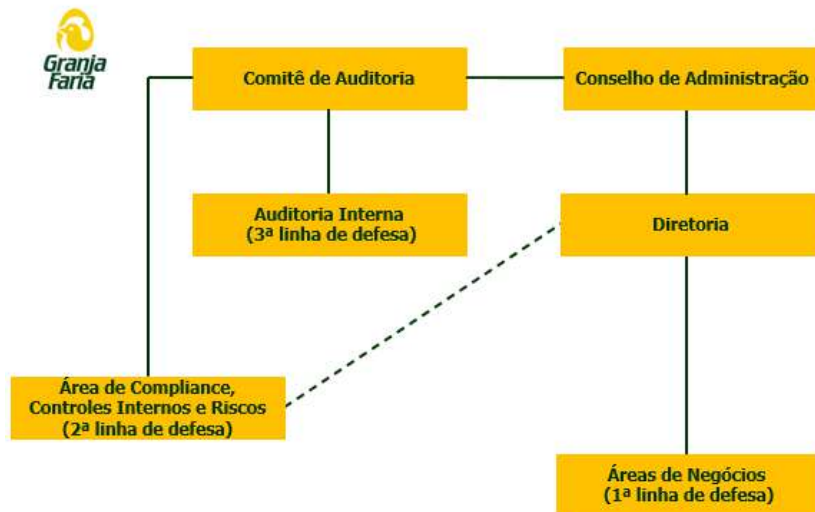 Granja
Faria
Comitê de Auditoria
Conselho de Administração
Auditoria Interna
(3ª linha de defesa)
Diretoria
Área de Compliance,
Controles Internos e Riscos
(2ª linha de defesa)
Áreas de Negócios
(1ª linha de defesa)